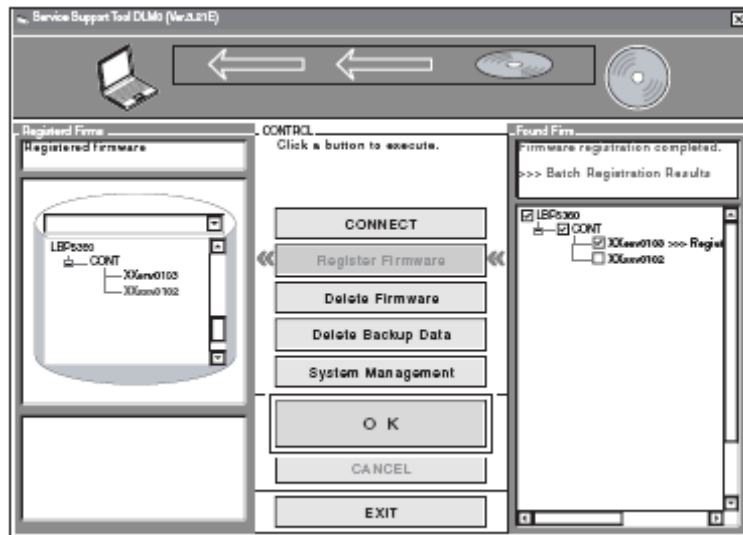 Service Support Tool DLM0 (Ver.3.21E)
Registerd Firms
Registered firmware
LBP5360
CONT
CONTROL
Click a button to execute.
CONNECT
Register Firmware
Delete Firmware
Delete Backup Data
System Management
O K
CANCEL
EXIT
Found Firm
Firmware registration completed.
>>> Batch Registration Results
LBP5360
CONT
>>> Regist